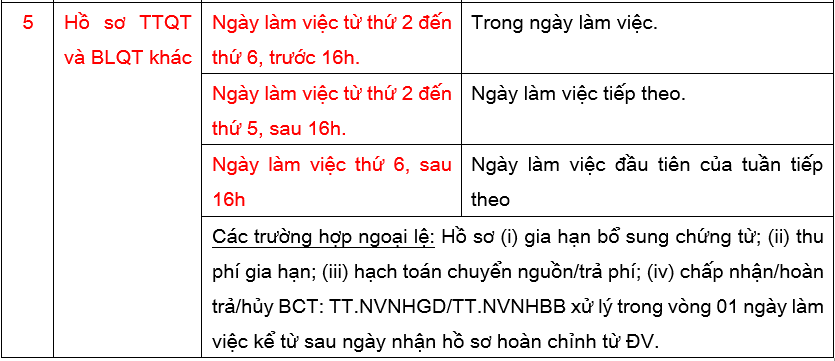 5
Hồ sơ TTQT
và BLQT khác
Ngày làm việc từ thứ 2 đến
thứ 6, trước 16h.
Trong ngày làm việc.
Ngày làm việc từ thứ 2 đến
thứ 5, sau 16h.
Ngày làm việc tiếp theo.
Ngày làm việc thứ 6, sau
16h
Ngày làm việc đầu tiên của tuần tiếp
theo
Các trường hợp ngoại lệ: Hồ sơ (i) gia hạn bổ sung chứng từ; (ii) thu
phí gia hạn; (iii) hạch toán chuyển nguồn/trả phí; (iv) chấp nhận/hoàn
trả/hủy BCT: TT.NVNHGD/TT.NVNHBB xử lý trong vòng 01 ngày làm
việc kể từ sau ngày nhận hồ sơ hoàn chỉnh từ ĐV.